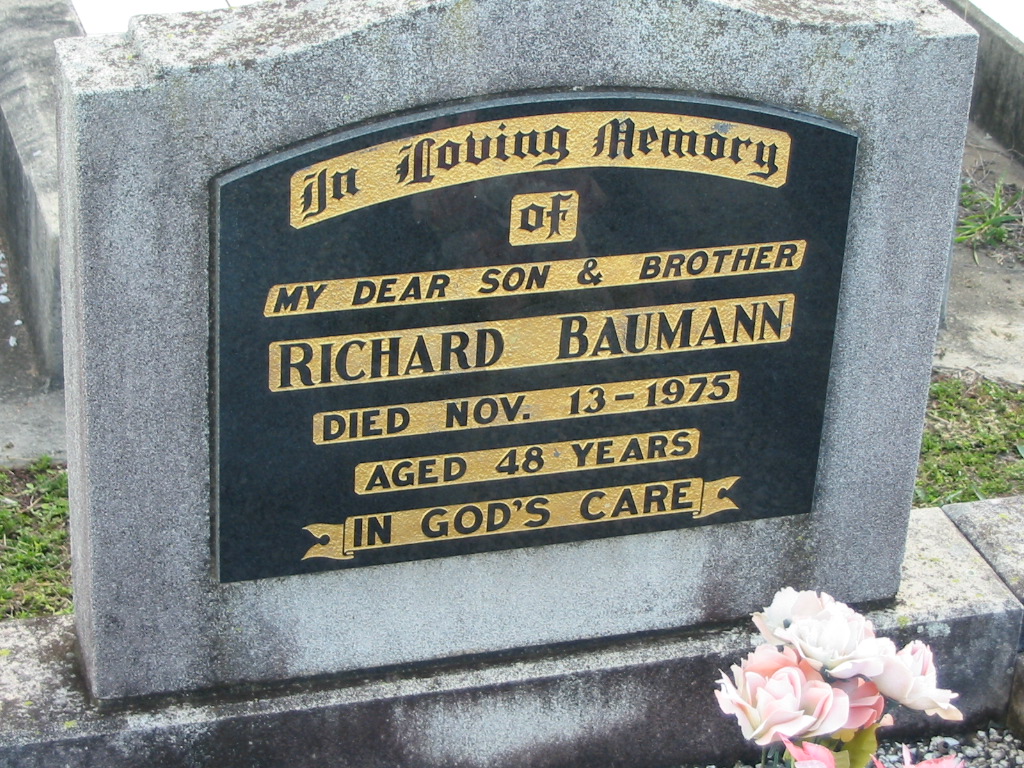 In Loving Memory
of
MY DEAR SON & BROTHER
RICHARD BAUMANN
DIED NOV. 13-1975
AGED 48 YEARS
IN GOD'S CARE